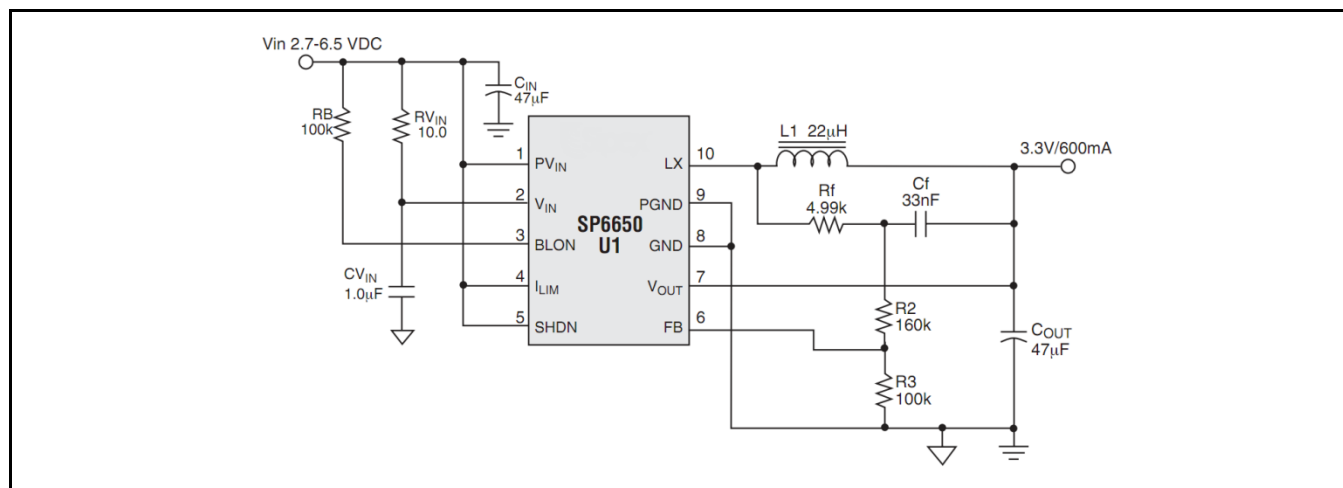 Vin 2.7-6.5 VDC
CIN
47μF
RB
100k
RVIN
10.0
L1 22μH
3.3V/600mA
1
PVIN
LX
10
Rf
4.99k
Cf
33nF
2
VIN
PGND
9
SP6650
U1
3
BLON
GND
8
CVIN
1.0μF
4
ILIM
VOUT
7
5
SHDN
FB
6
R2
160k
COUT
47μF
R3
100k